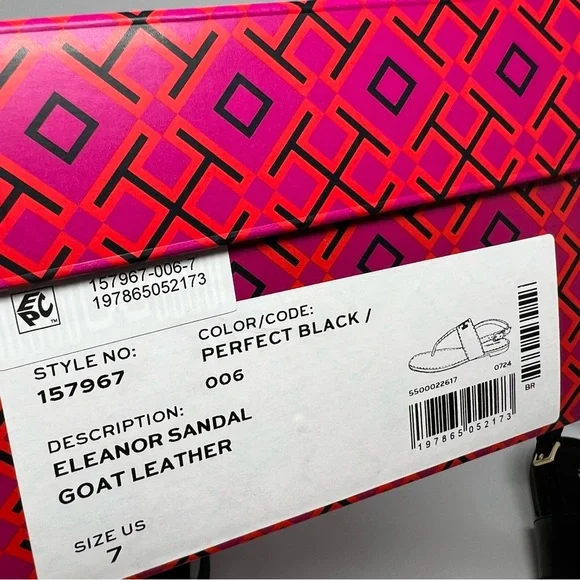 157967-006-7
197865052173
EPC
STYLE NO:
157967
COLOR/CODE:
PERFECT BLACK /
006
DESCRIPTION:
ELEANOR SANDAL
GOAT LEATHER
SIZE US
7
5500022617
0724
BR
197865052173